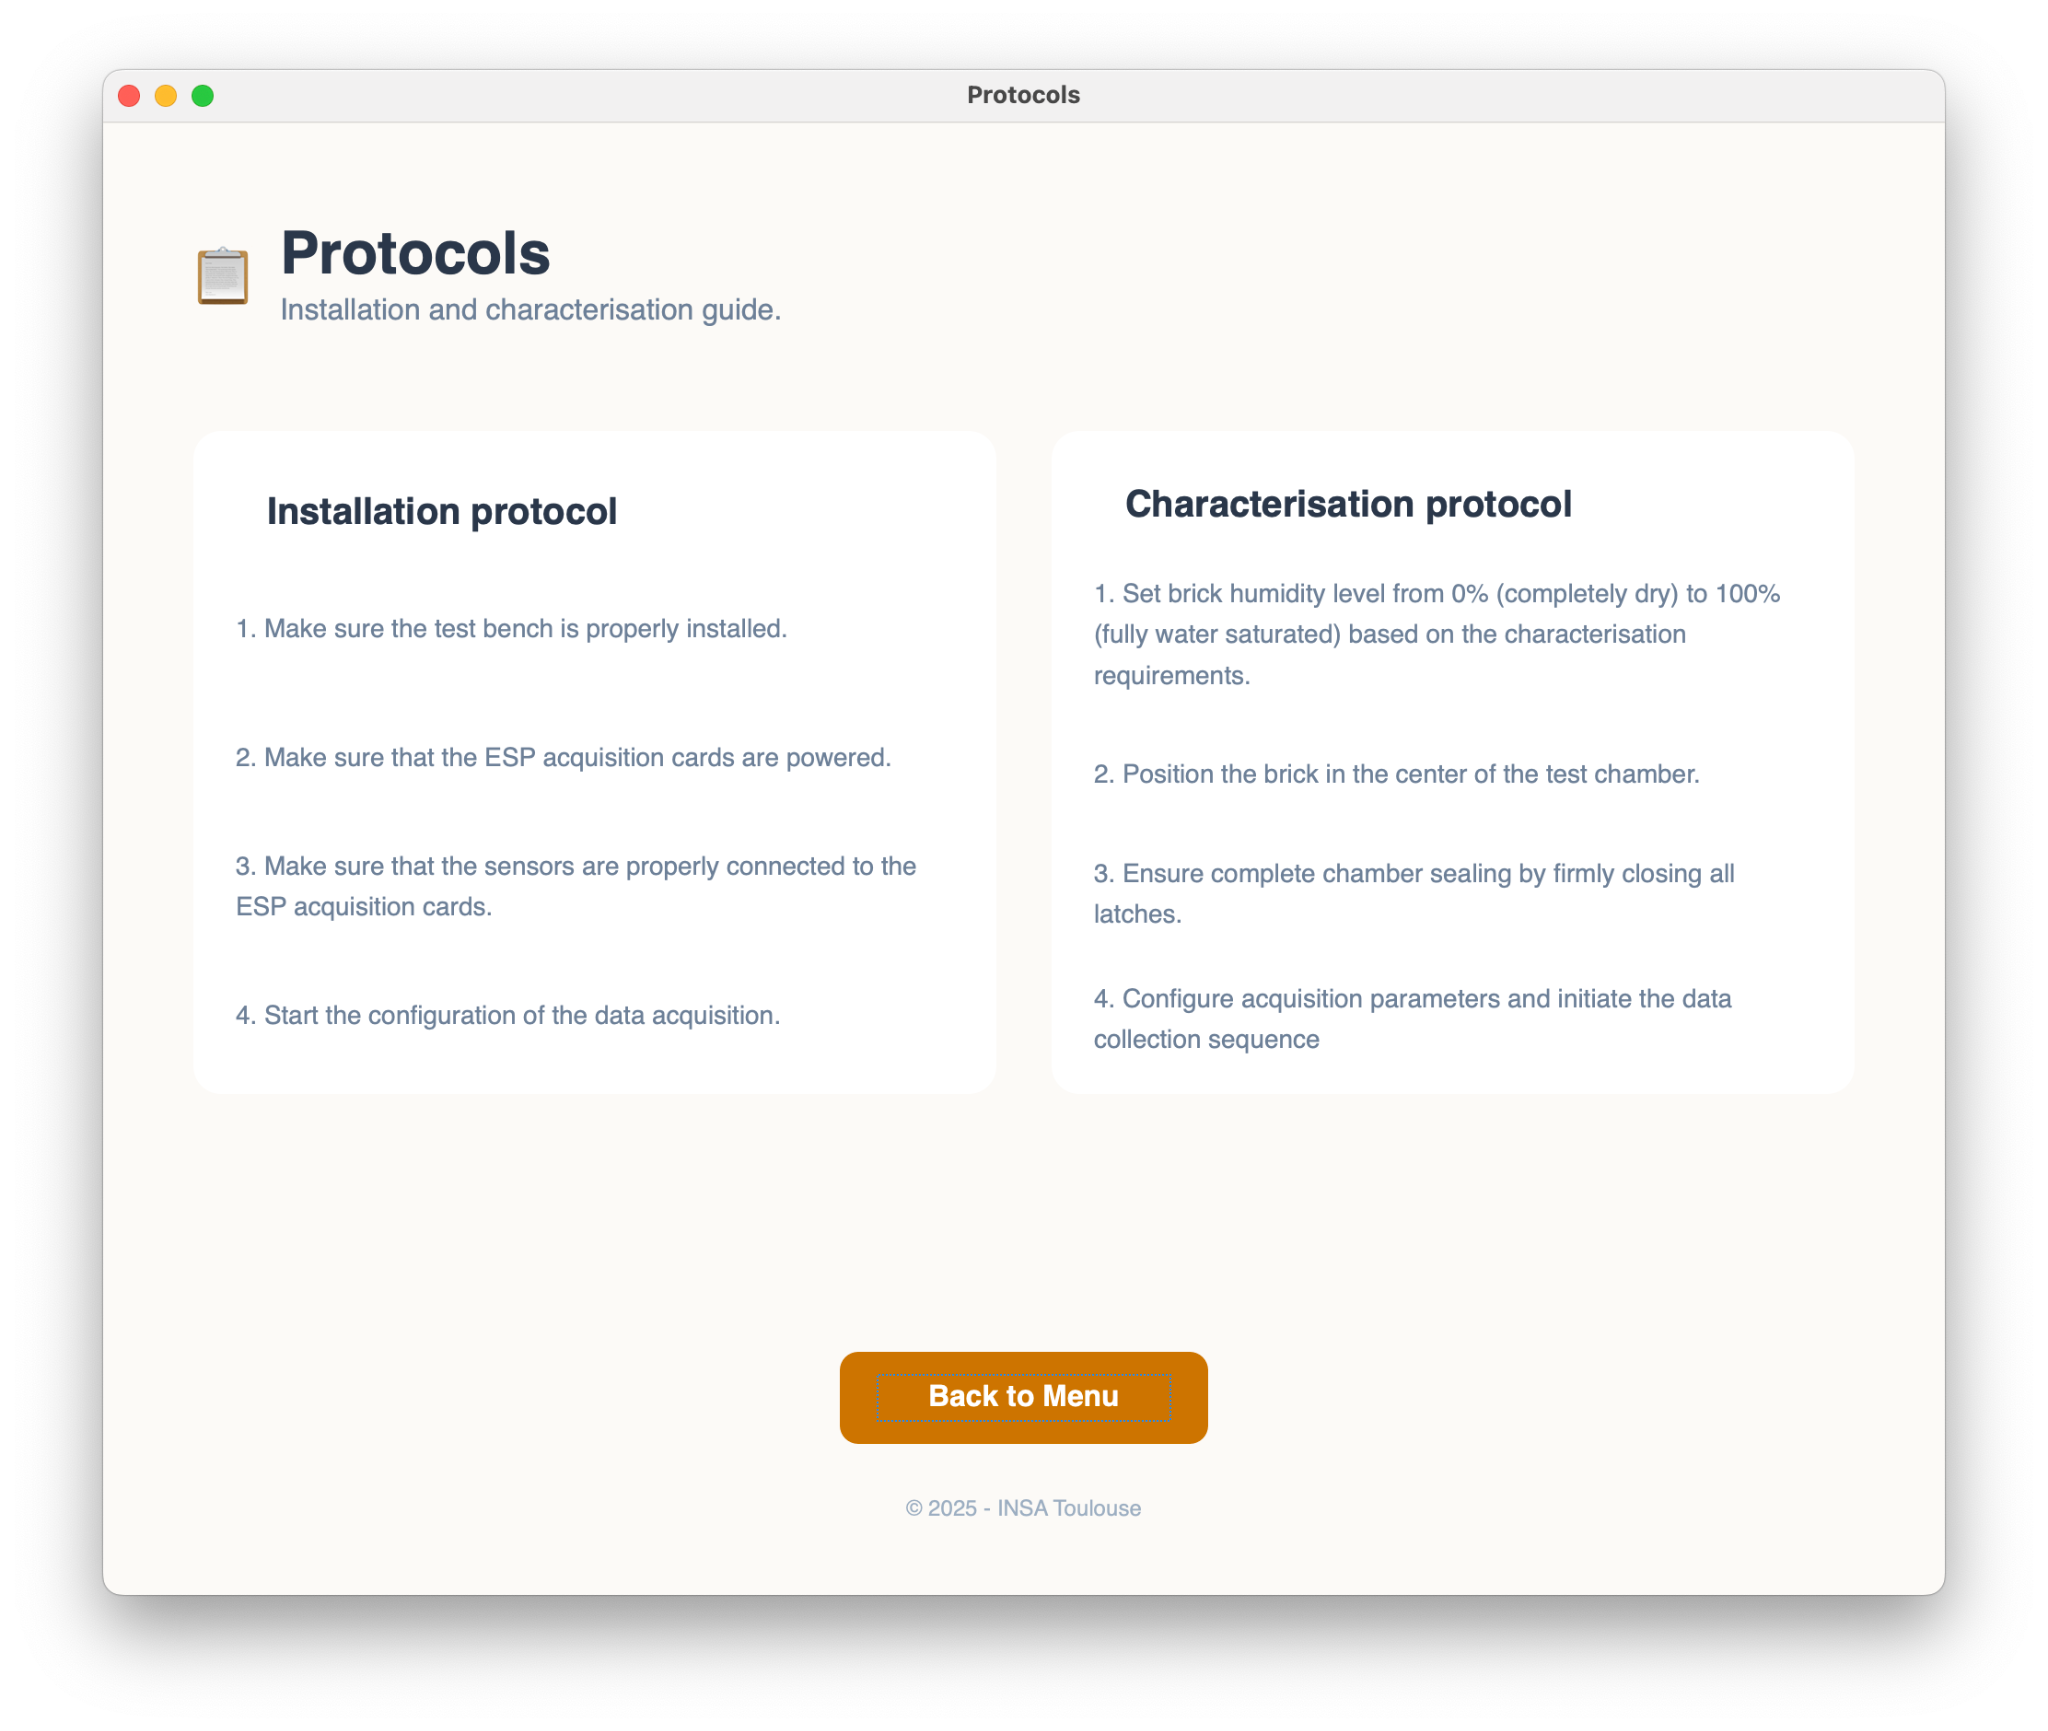 Protocols
Protocols
Installation and characterisation guide.
Installation protocol
1. Make sure the test bench is properly installed.
2. Make sure that the ESP acquisition cards are powered.
3. Make sure that the sensors are properly connected to the
ESP acquisition cards.
4. Start the configuration of the data acquisition.
Characterisation protocol
1. Set brick humidity level from 0% (completely dry) to 100%
(fully water saturated) based on the characterisation
requirements.
2. Position the brick in the center of the test chamber.
3. Ensure complete chamber sealing by firmly closing all
latches.
4. Configure acquisition parameters and initiate the data
collection sequence
Back to Menu
© 2025 - INSA Toulouse